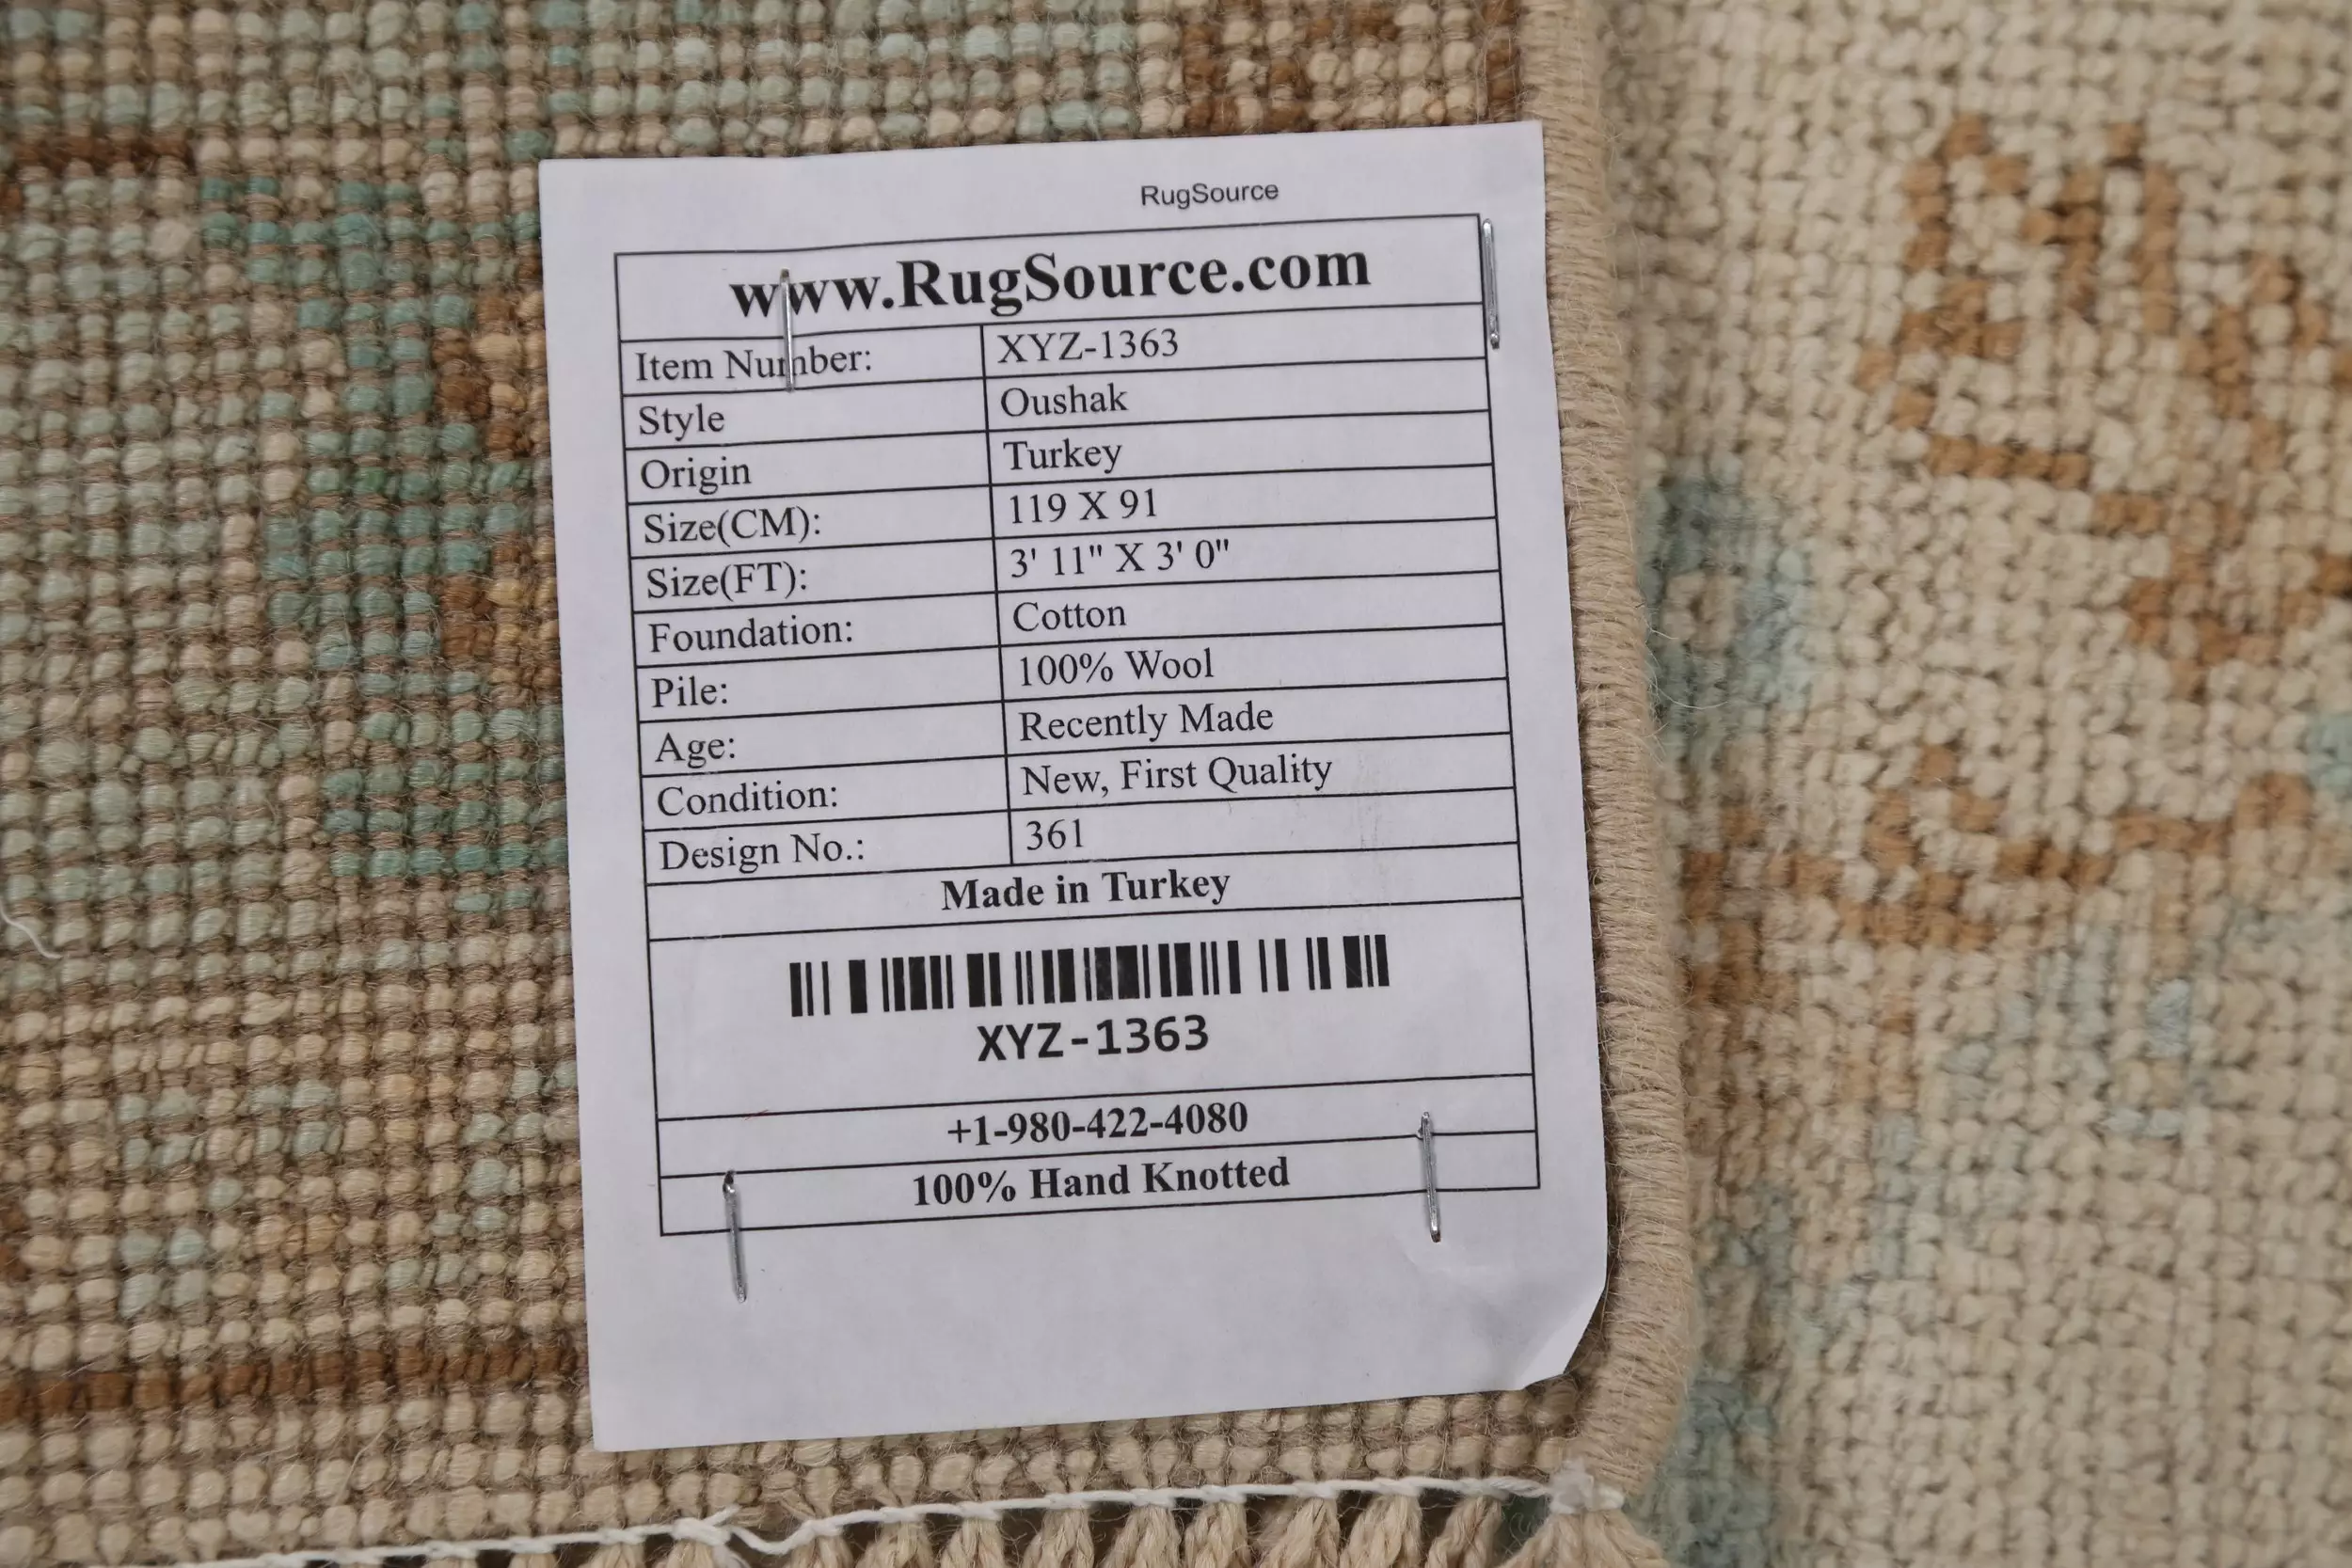 RugSource
www.RugSource.com
Item Number: XYZ-1363
Style Oushak
Origin Turkey
Size(CM): 119 X 91
Size(FT): 3' 11" X 3' 0"
Foundation: Cotton
Pile: 100% Wool
Age: Recently Made
Condition: New, First Quality
Design No.: 361
Made in Turkey
XYZ-1363
+1-980-422-4080
100% Hand Knotted